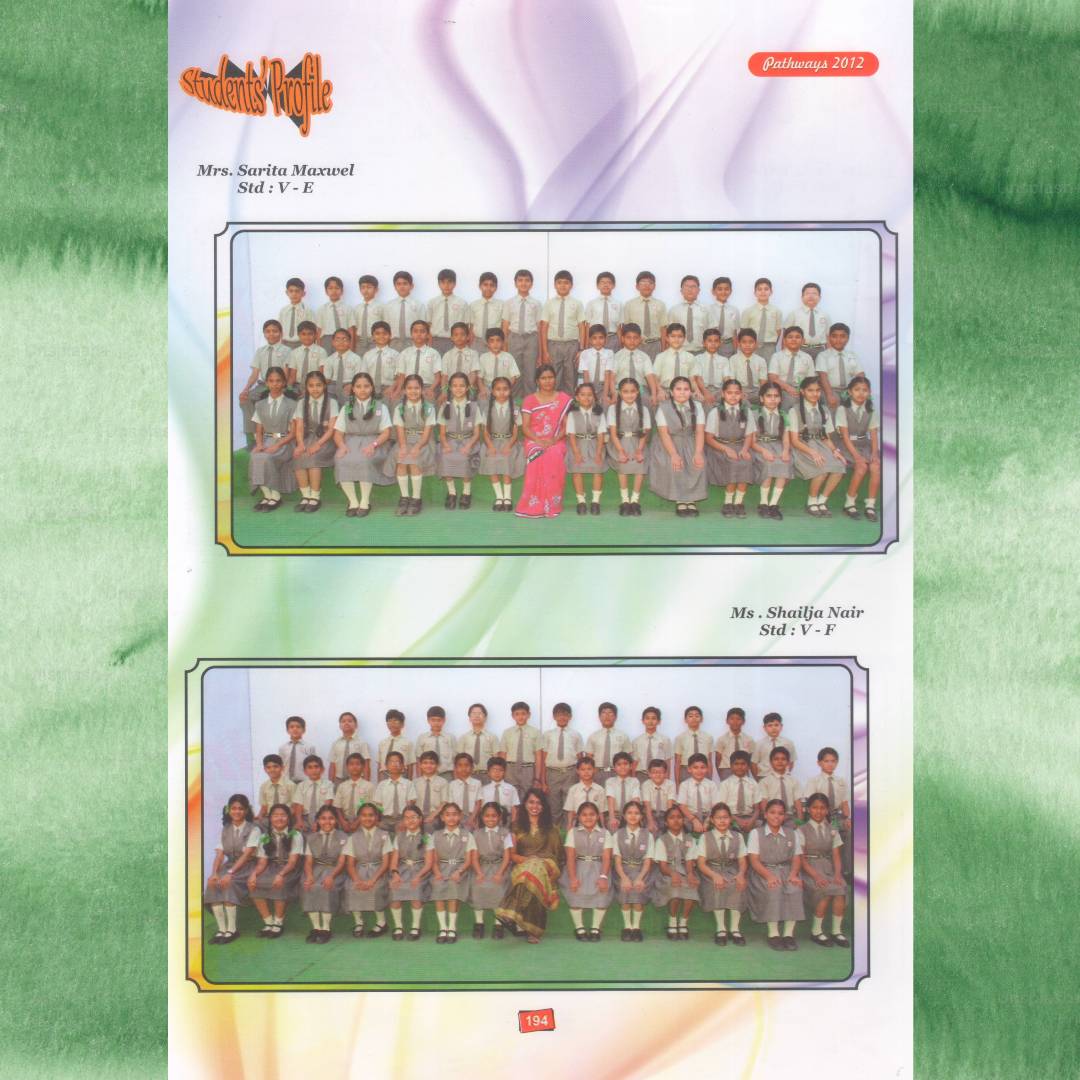 Students' Profile
Pathways 2012
Mrs. Sarita Maxwel
Std : V - E
Ms . Shailja Nair
Std : V - F
194